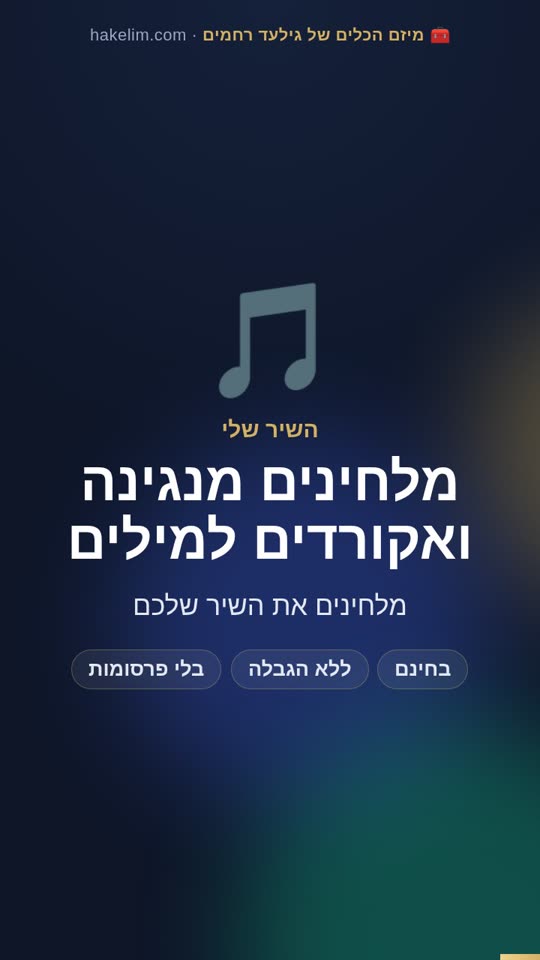 🧰 מיזם הכלים של גילעד רחמים · hakelim.com
השיר שלי
מלחינים מנגינה
ואקורדים למילים
מלחינים את השיר שלכם
בחינם
ללא הגבלה
בלי פרסומות